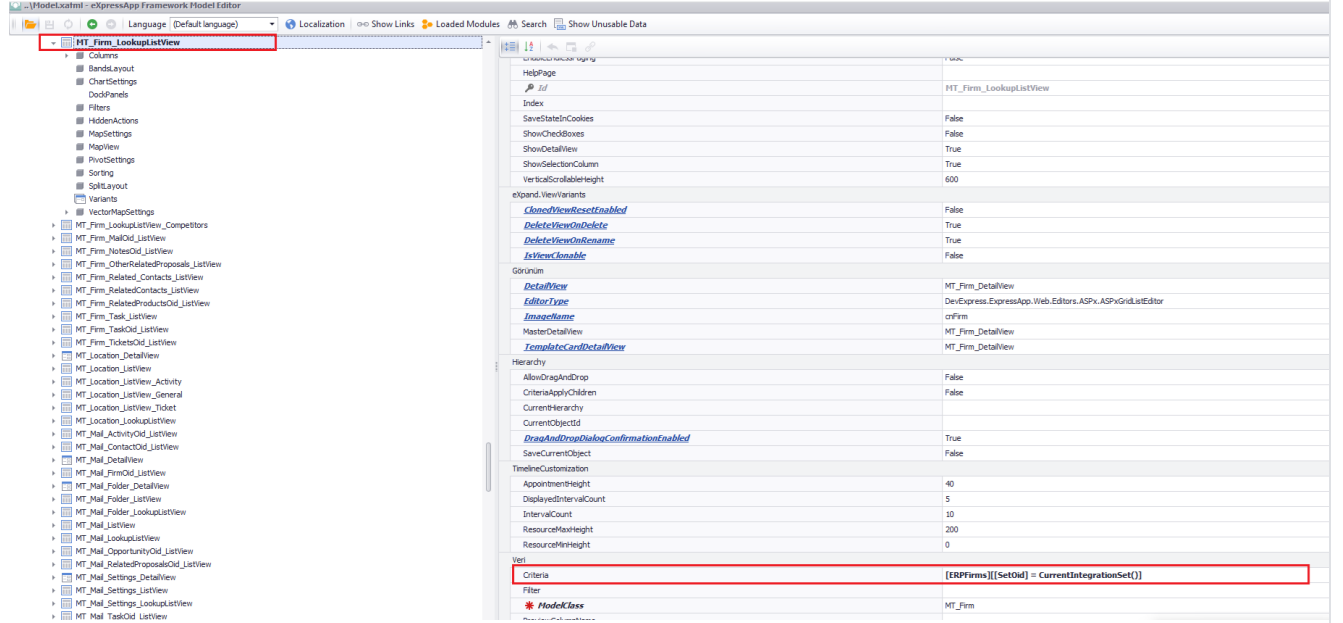 ..\Model.xafml - eXpressApp Framework Model Editor
Language (Default language) Localization Show Links Loaded Modules Search Show Unusable Data
MT_Firm_LookupListView
Columns
BandsLayout
ChartSettings
DockPanels
Filters
HiddenActions
MapSettings
MapView
PivotSettings
Sorting
SplitLayout
Variants
VectorMapSettings
MT_Firm_LookupListView_Competitors
MT_Firm_MailOid_ListView
MT_Firm_NotesOid_ListView
MT_Firm_OtherRelatedProposals_ListView
MT_Firm_Related_Contacts_ListView
MT_Firm_RelatedContacts_ListView
MT_Firm_RelatedProductsOid_ListView
MT_Firm_Task_ListView
MT_Firm_TaskOid_ListView
MT_Firm_TicketsOid_ListView
MT_Location_DetailView
MT_Location_ListView
MT_Location_ListView_Activity
MT_Location_ListView_General
MT_Location_ListView_Ticket
MT_Location_LookupListView
MT_Mail_ActivityOid_ListView
MT_Mail_ContactOid_ListView
MT_Mail_DetailView
MT_Mail_FirmOid_ListView
MT_Mail_Folder_DetailView
MT_Mail_Folder_ListView
MT_Mail_Folder_LookupListView
MT_Mail_ListView
MT_Mail_LookupListView
MT_Mail_OpportunityOid_ListView
MT_Mail_RelatedProposalsOid_ListView
MT_Mail_Settings_DetailView
MT_Mail_Settings_ListView
MT_Mail_Settings_LookupListView
MT_Mail_TaskOid_ListView
EnableEndlessPaging False
HelpPage
Id MT_Firm_LookupListView
Index
SaveStateInCookies False
ShowCheckBoxes False
ShowDetailView True
ShowSelectionColumn True
VerticalScrollableHeight 600
eXpand.ViewVariants
ClonedViewResetEnabled False
DeleteViewOnDelete True
DeleteViewOnRename True
IsViewClonable False
Görünüm
DetailView MT_Firm_DetailView
EditorType DevExpress.ExpressApp.Web.Editors.ASPx.ASPxGridListEditor
ImageName cnFirm
MasterDetailView MT_Firm_DetailView
TemplateCardDetailView MT_Firm_DetailView
Hierarchy
AllowDragAndDrop False
CriteriaApplyChildren False
CurrentHierarchy
CurrentObjectId
DragAndDropDialogConfirmationEnabled True
SaveCurrentObject False
TimelineCustomization
AppointmentHeight 40
DisplayedIntervalCount 5
IntervalCount 10
ResourceMaxHeight 200
ResourceMinHeight 0
Veri
Criteria [ERPFirms][[SetOid] = CurrentIntegrationSet()]
Filter
ModelClass MT_Firm
PreviewColumnName